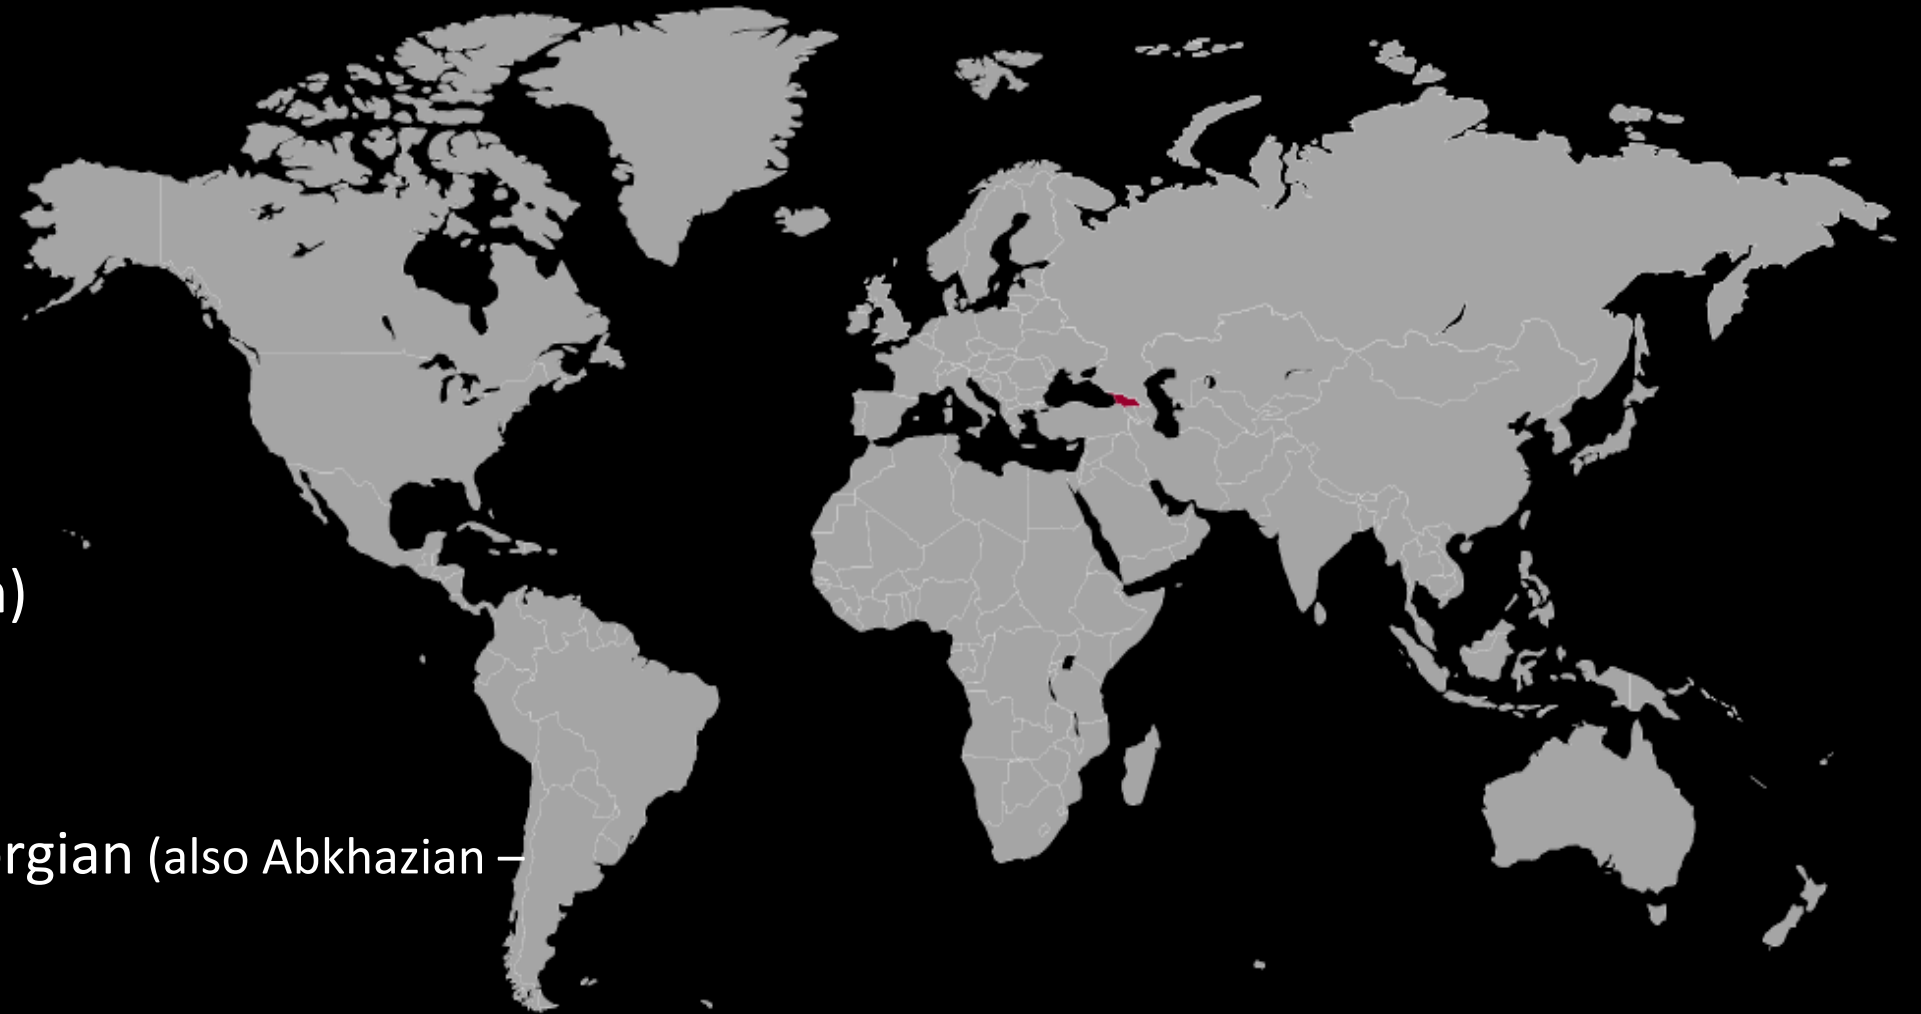 )
rgian (also Abkhazian –